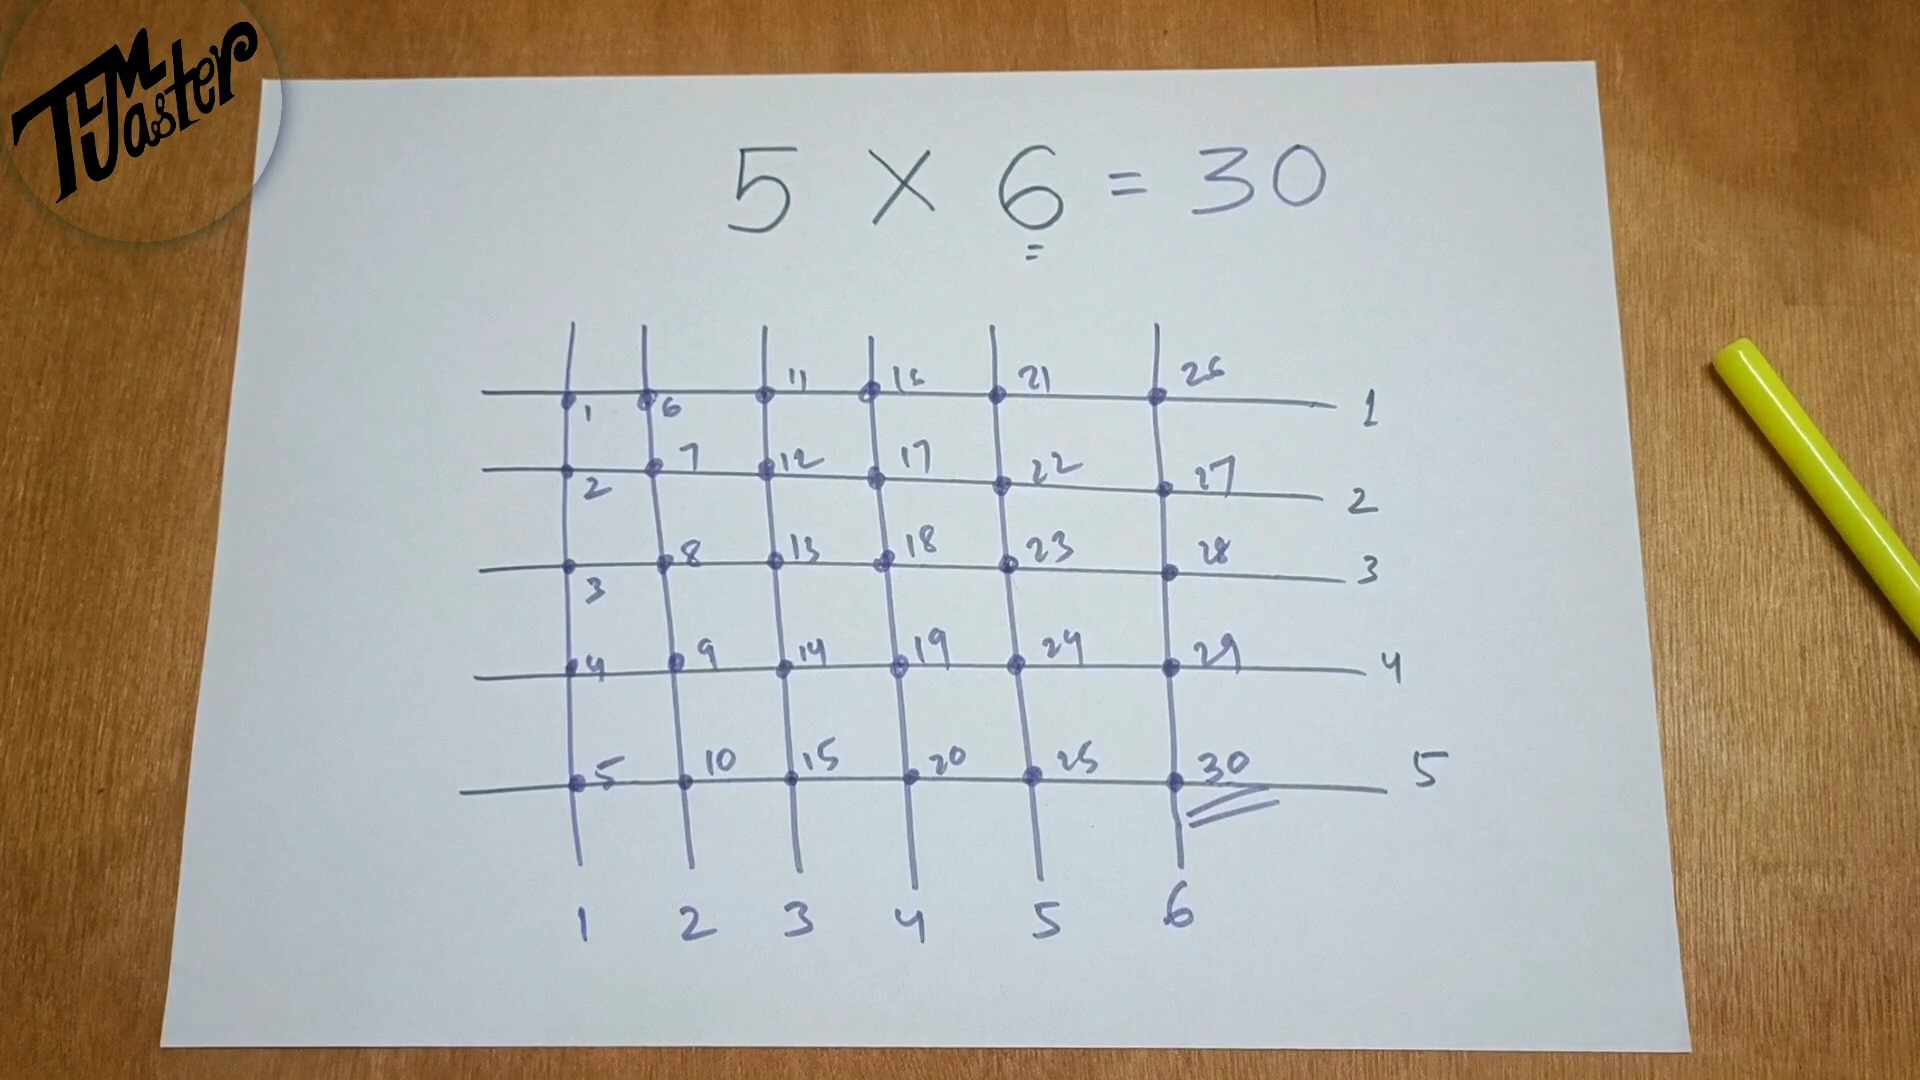 TCMaster
5 × 6 = 30
=
1 6 11 16 21 26 1
2 7 12 17 22 27 2
3 8 13 18 23 28 3
4 9 14 19 24 29 4
5 10 15 20 25 30 5
1 2 3 4 5 6